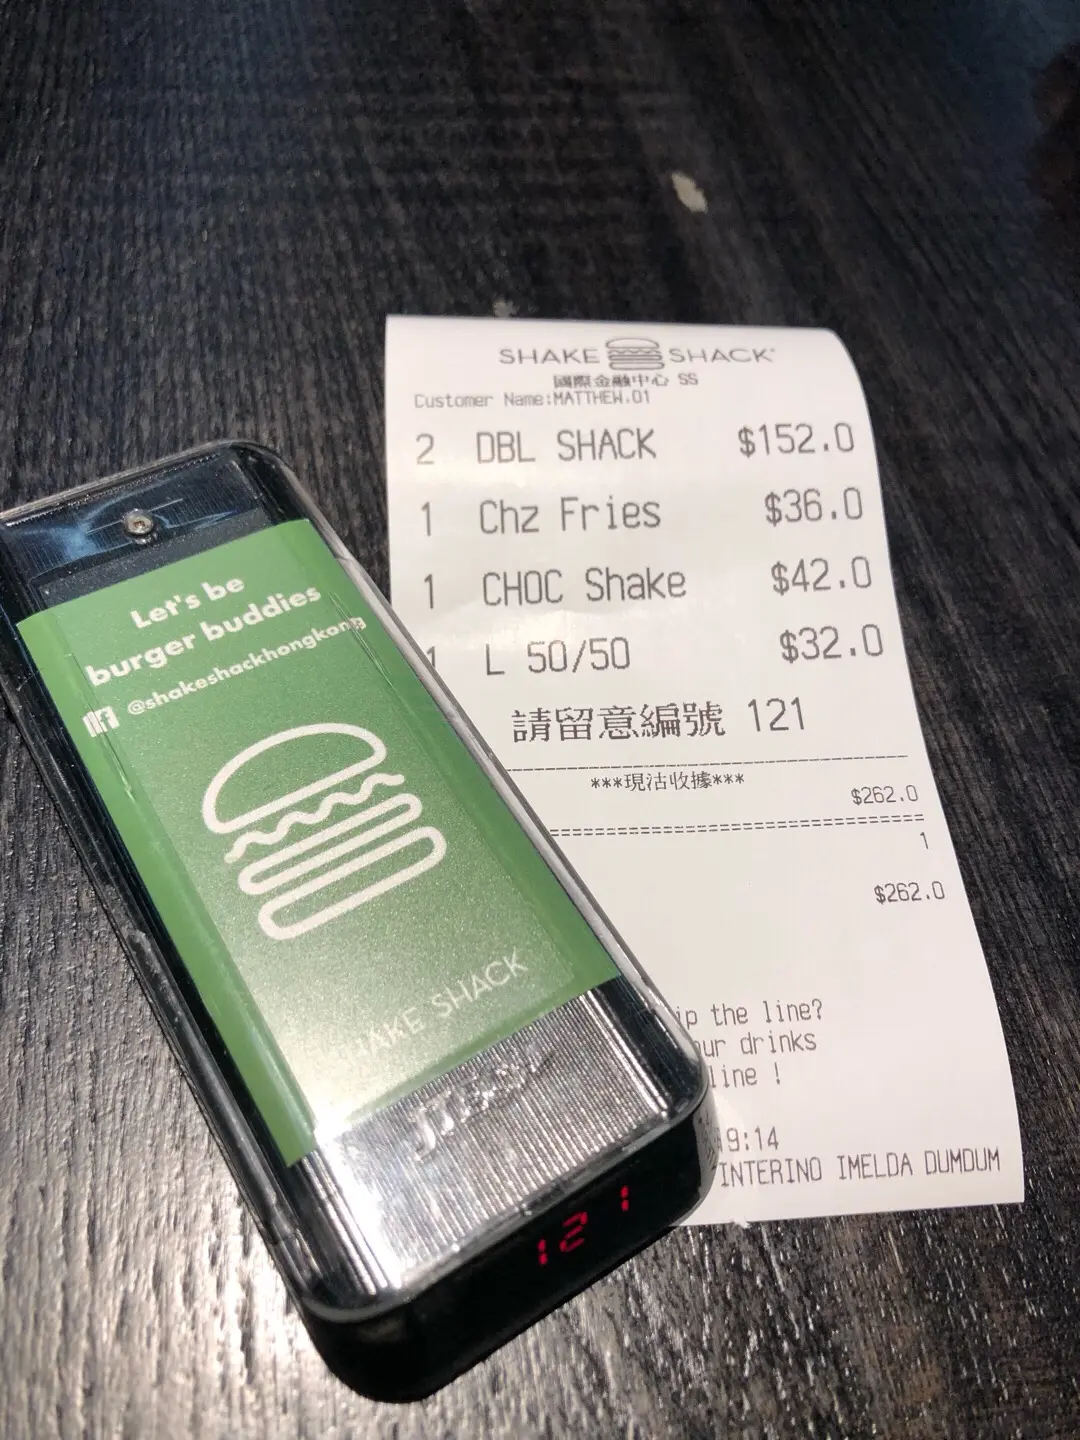 SHAKE SHACK
國際金融中心 SS
Customer Name:MATTHEW.01
2 DBL SHACK $152.0
1 Chz Fries $36.0
1 CHOC Shake $42.0
1 L 50/50 $32.0
請留意編號 121
***現沽收據***
$262.0
1
$262.0
the line?
drinks
line !
9:14
INTERINO IMELDA DUMDUM
Let's be
burger buddies
@shakeshackhongkong
SHAKE SHACK
121